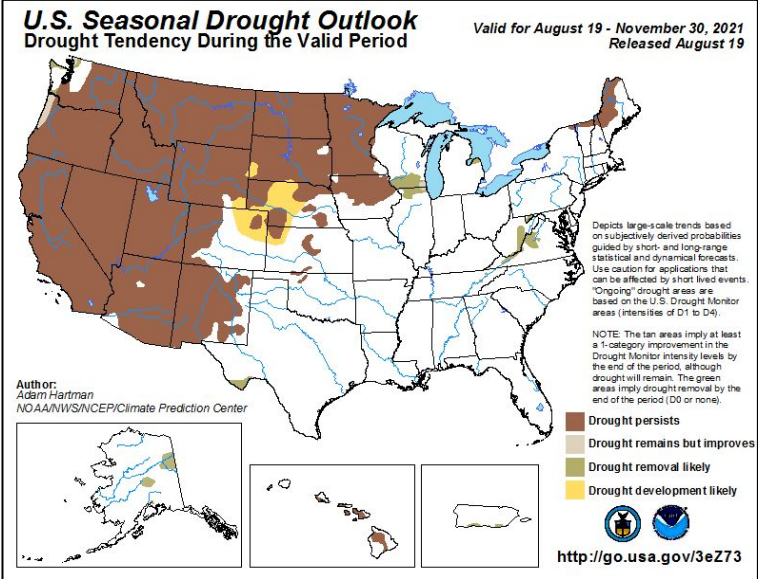 U.S. Seasonal Drought Outlook
Drought Tendency During the Valid Period
Valid for August 19 - November 30, 2021
Released August 19
Depicts large-scale trends based
on subjectively derived probabilities
guided by short- and long-range
statistical and dynamical forecasts.
Use caution for applications that
can be affected by short lived events.
"Ongoing" drought areas are
based on the U.S. Drought Monitor
areas (intensities of D1 to D4).
NOTE: The tan areas imply at least
a 1-category improvement in the
Drought Monitor intensity levels by
the end of the period, although
drought will remain. The green
areas imply drought removal by the
end of the period (D0 or none).
Author:
Adam Hartman
NOAA/NWS/NCEP/Climate Prediction Center
Drought persists
Drought remains but improves
Drought removal likely
Drought development likely
http://go.usa.gov/3eZ73